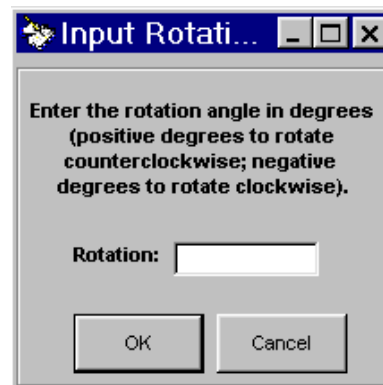 Input Rotati...
Enter the rotation angle in degrees
(positive degrees to rotate
counterclockwise; negative
degrees to rotate clockwise).
Rotation:
OK Cancel